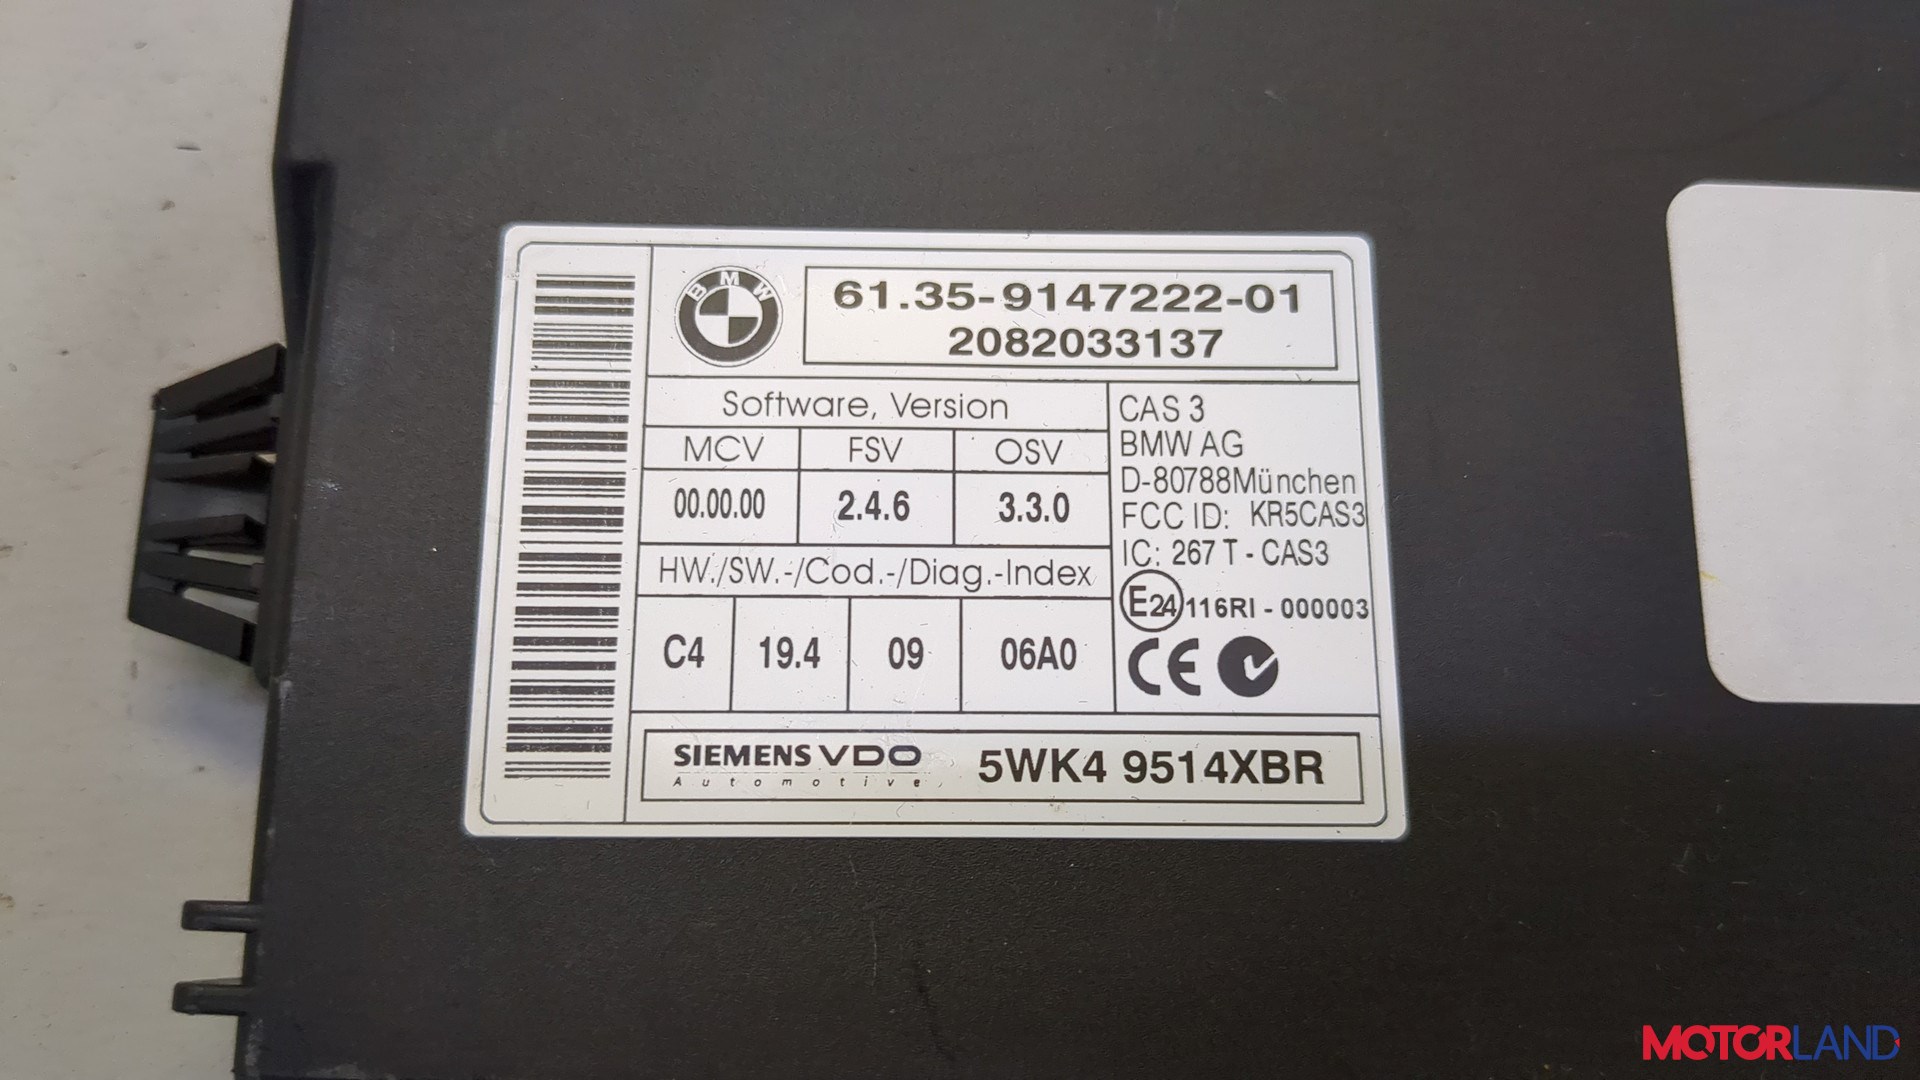 BMW
61.35-9147222-01
2082033137
Software, Version
MCV FSV OSV
00.00.00 2.4.6 3.3.0
HW./SW.-/Cod.-/Diag.-Index
C4 19.4 09 06A0
CAS 3
BMW AG
D-80788München
FCC ID: KR5CAS3
IC: 267 T - CAS3
E24 116RI - 000003
CE
SIEMENS VDO
Automotive
5WK4 9514XBR
MOTORLAND